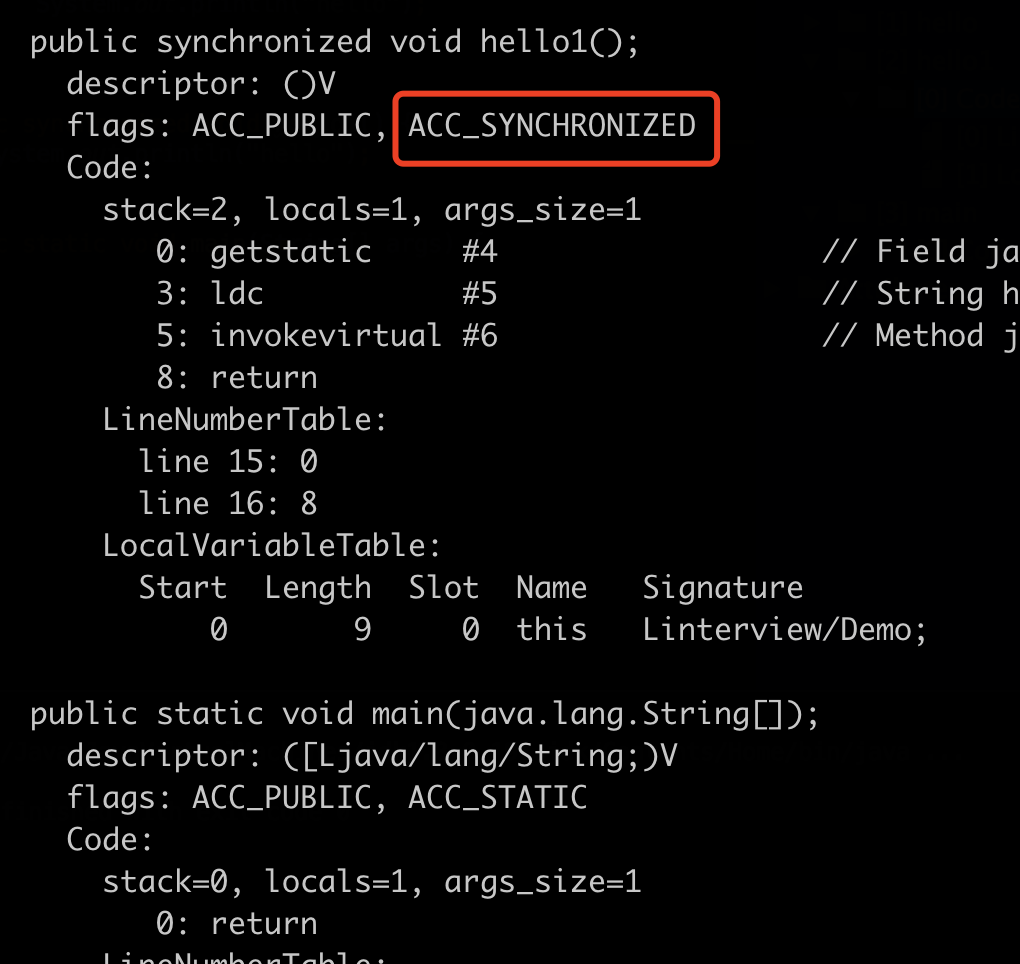 public synchronized void hello1();
descriptor: ()V
flags: ACC_PUBLIC, ACC_SYNCHRONIZED
Code:
stack=2, locals=1, args_size=1
0: getstatic #4 // Field ja
3: ldc #5 // String h
5: invokevirtual #6 // Method j
8: return
LineNumberTable:
line 15: 0
line 16: 8
LocalVariableTable:
Start Length Slot Name Signature
0 9 0 this Linterview/Demo;
public static void main(java.lang.String[]);
descriptor: ([Ljava/lang/String;)V
flags: ACC_PUBLIC, ACC_STATIC
Code:
stack=0, locals=1, args_size=1
0: return
LineNumberTable: